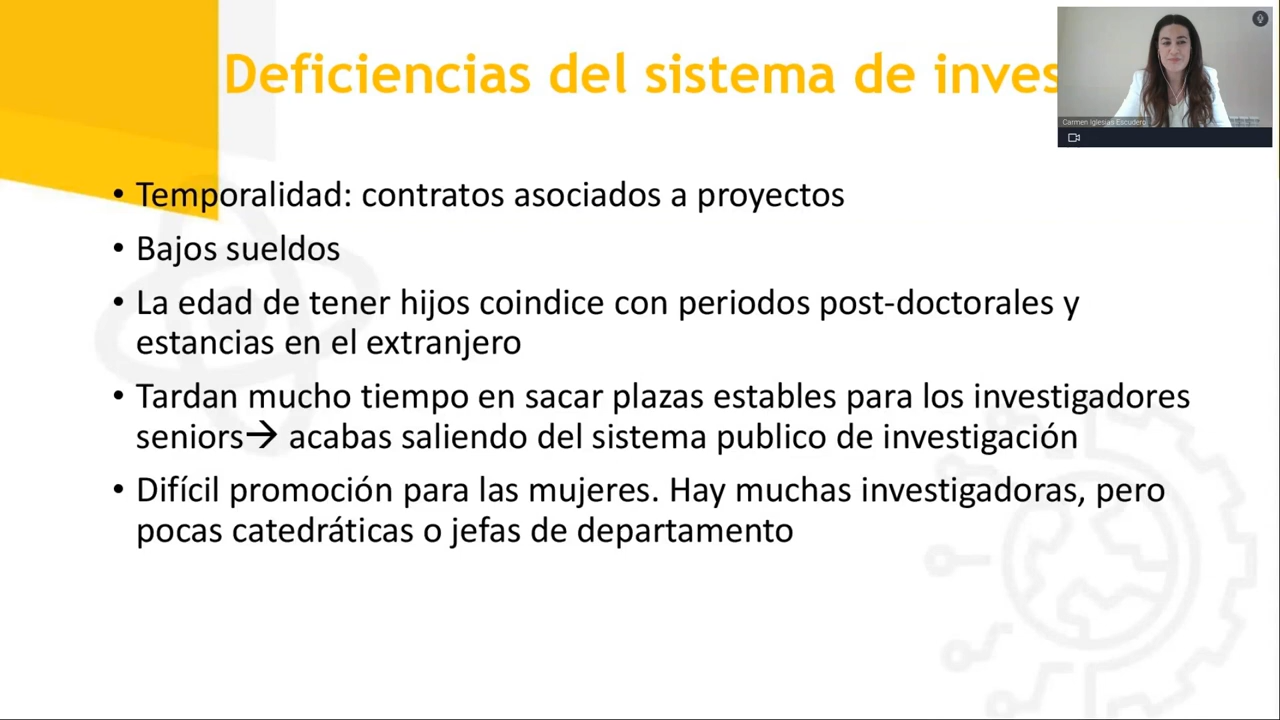 Deficiencias del sistema de inves
Carmen Iglesias Escudero
• Temporalidad: contratos asociados a proyectos
• Bajos sueldos
• La edad de tener hijos coindice con periodos post-doctorales y
estancias en el extranjero
• Tardan mucho tiempo en sacar plazas estables para los investigadores
seniors→ acabas saliendo del sistema publico de investigación
• Difícil promoción para las mujeres. Hay muchas investigadoras, pero
pocas catedráticas o jefas de departamento